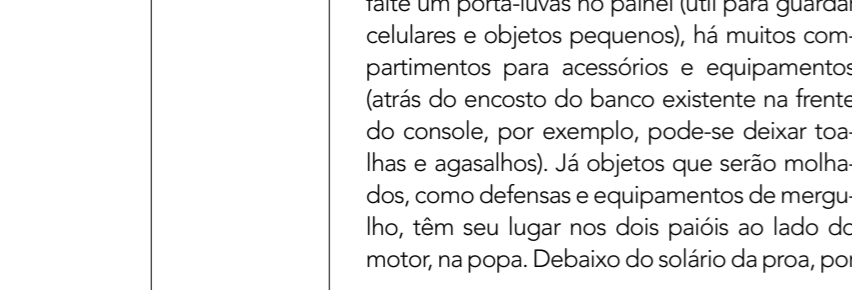 falte um porta-luvas no painel (útil para guardar
celulares e objetos pequenos), há muitos com-
partimentos para acessórios e equipamentos
(atrás do encosto do banco existente na frente
do console, por exemplo, pode-se deixar toa-
lhas e agasalhos). Já objetos que serão molha-
dos, como defensas e equipamentos de mergu-
lho, têm seu lugar nos dois paióis ao lado do
motor, na popa. Debaixo do solário da proa, por